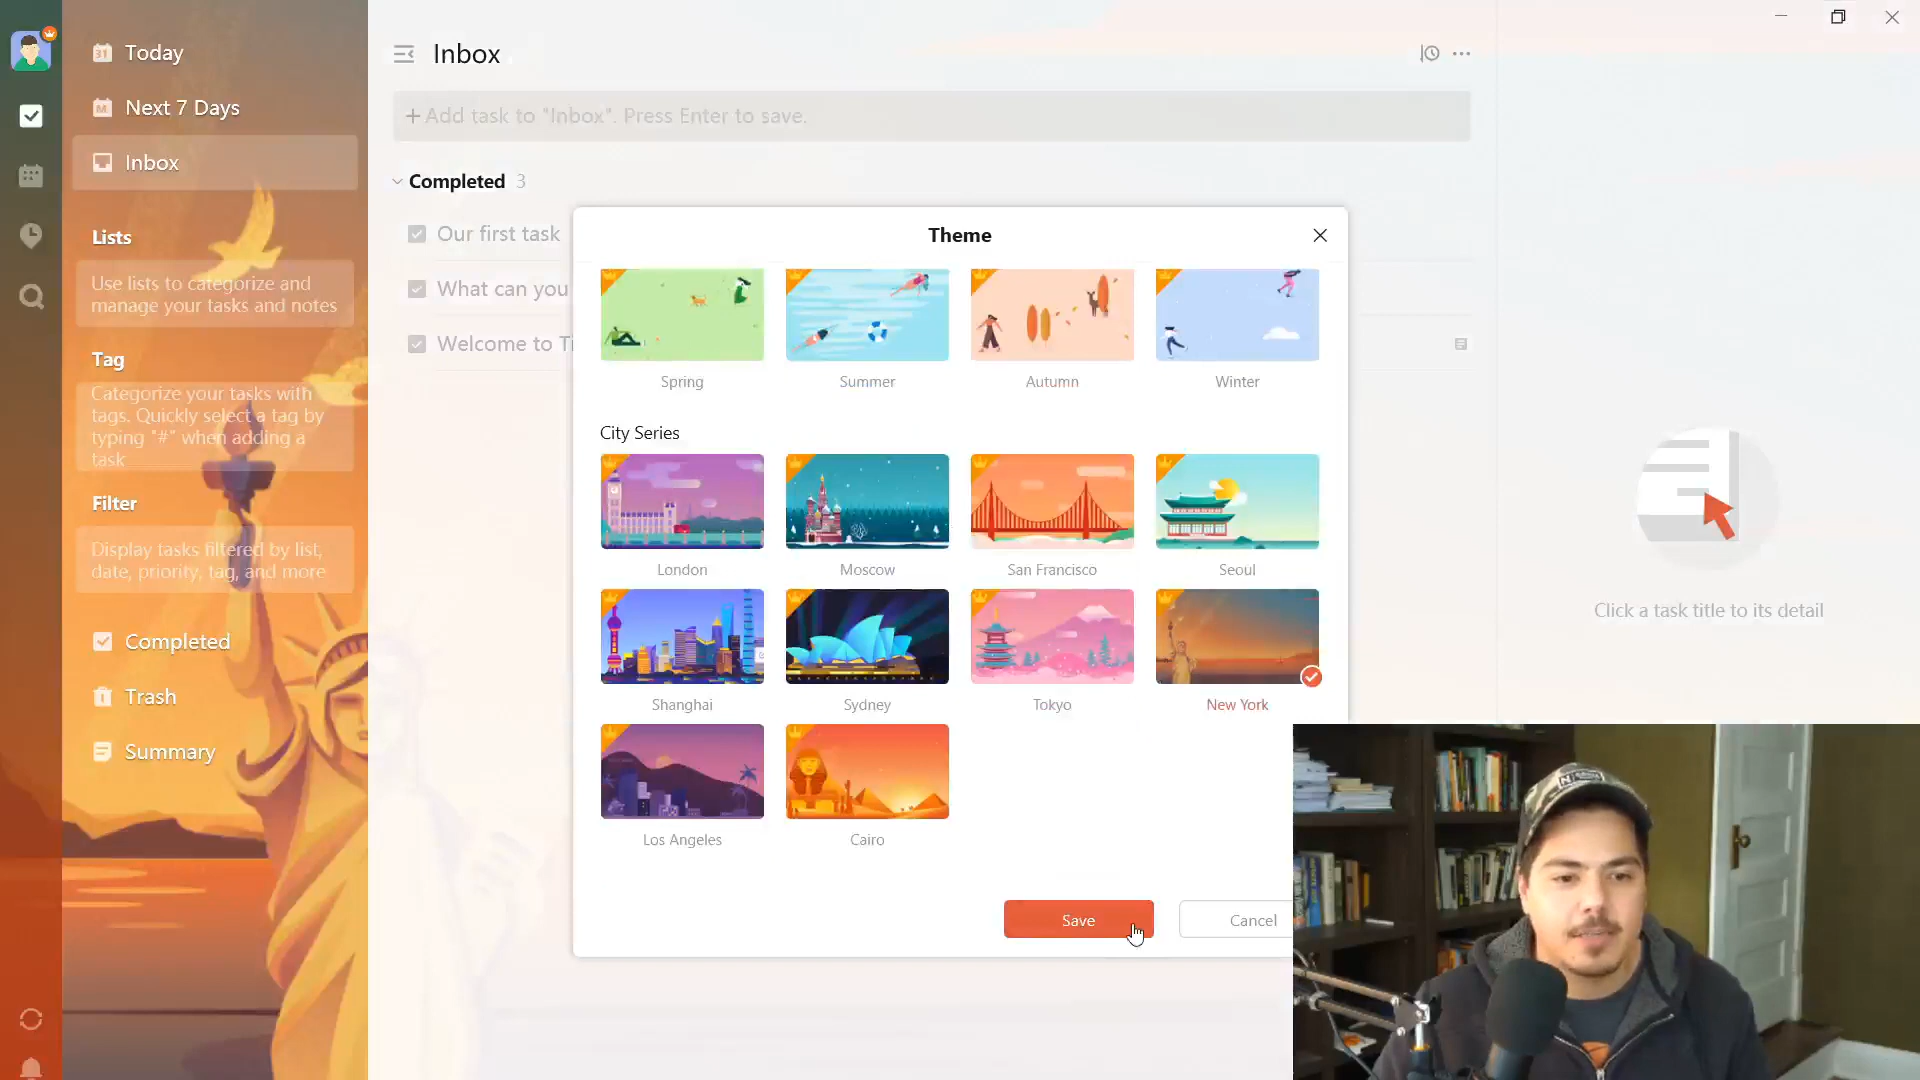 Today
Next 7 Days
Inbox
Lists
Use lists to categorize and
manage your tasks and notes
Tag
Categorize your tasks with
tags. Quickly select a tag by
typing "#" when adding a
task
Filter
Display tasks filtered by list,
date, priority, tag, and more
Completed
Trash
Summary
Inbox
+ Add task to "Inbox". Press Enter to save.
Completed 3
Our first task
What can you
Welcome to
Theme
Spring
Summer
Autumn
Winter
City Series
London
Moscow
San Francisco
Seoul
Shanghai
Sydney
Tokyo
New York
Los Angeles
Cairo
Save
Cancel
Click a task title to its detail